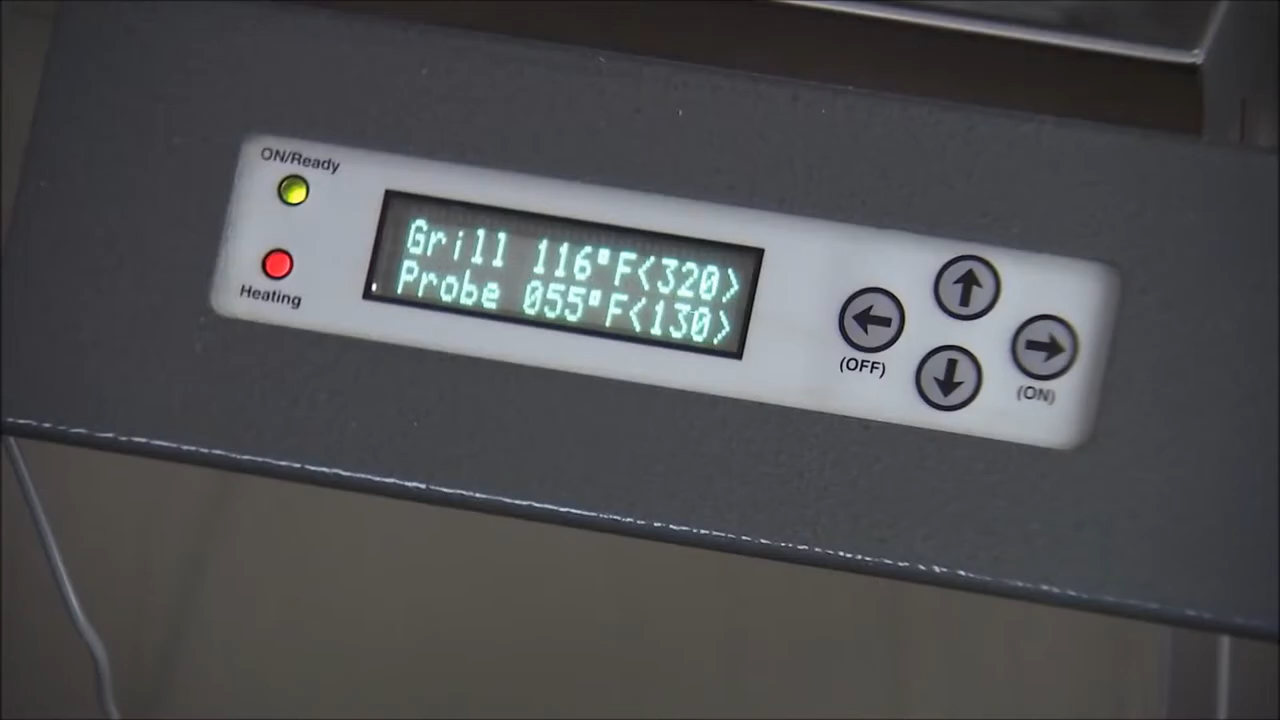 ON/Ready
Heating
Grill 116°F<320>
Probe 055°F<130>
(OFF)
(ON)